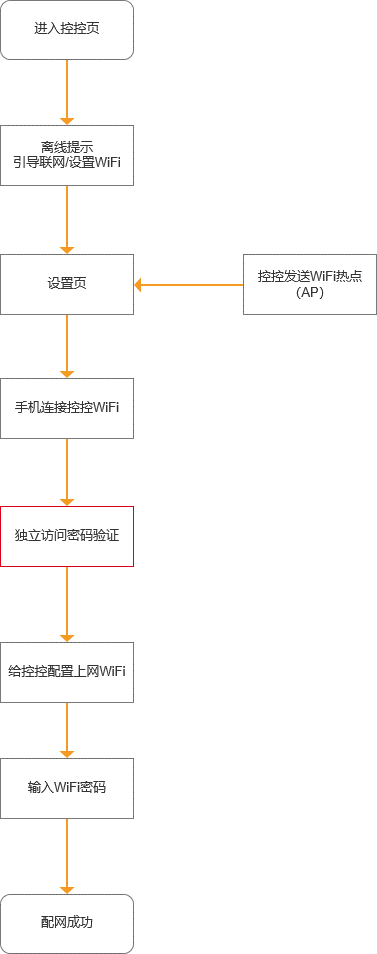 进入控控页
离线提示
引导联网/设置WiFi
设置页
控控发送WiFi热点
（AP）
手机连接控控WiFi
独立访问密码验证
给控控配置上网WiFi
输入WiFi密码
配网成功